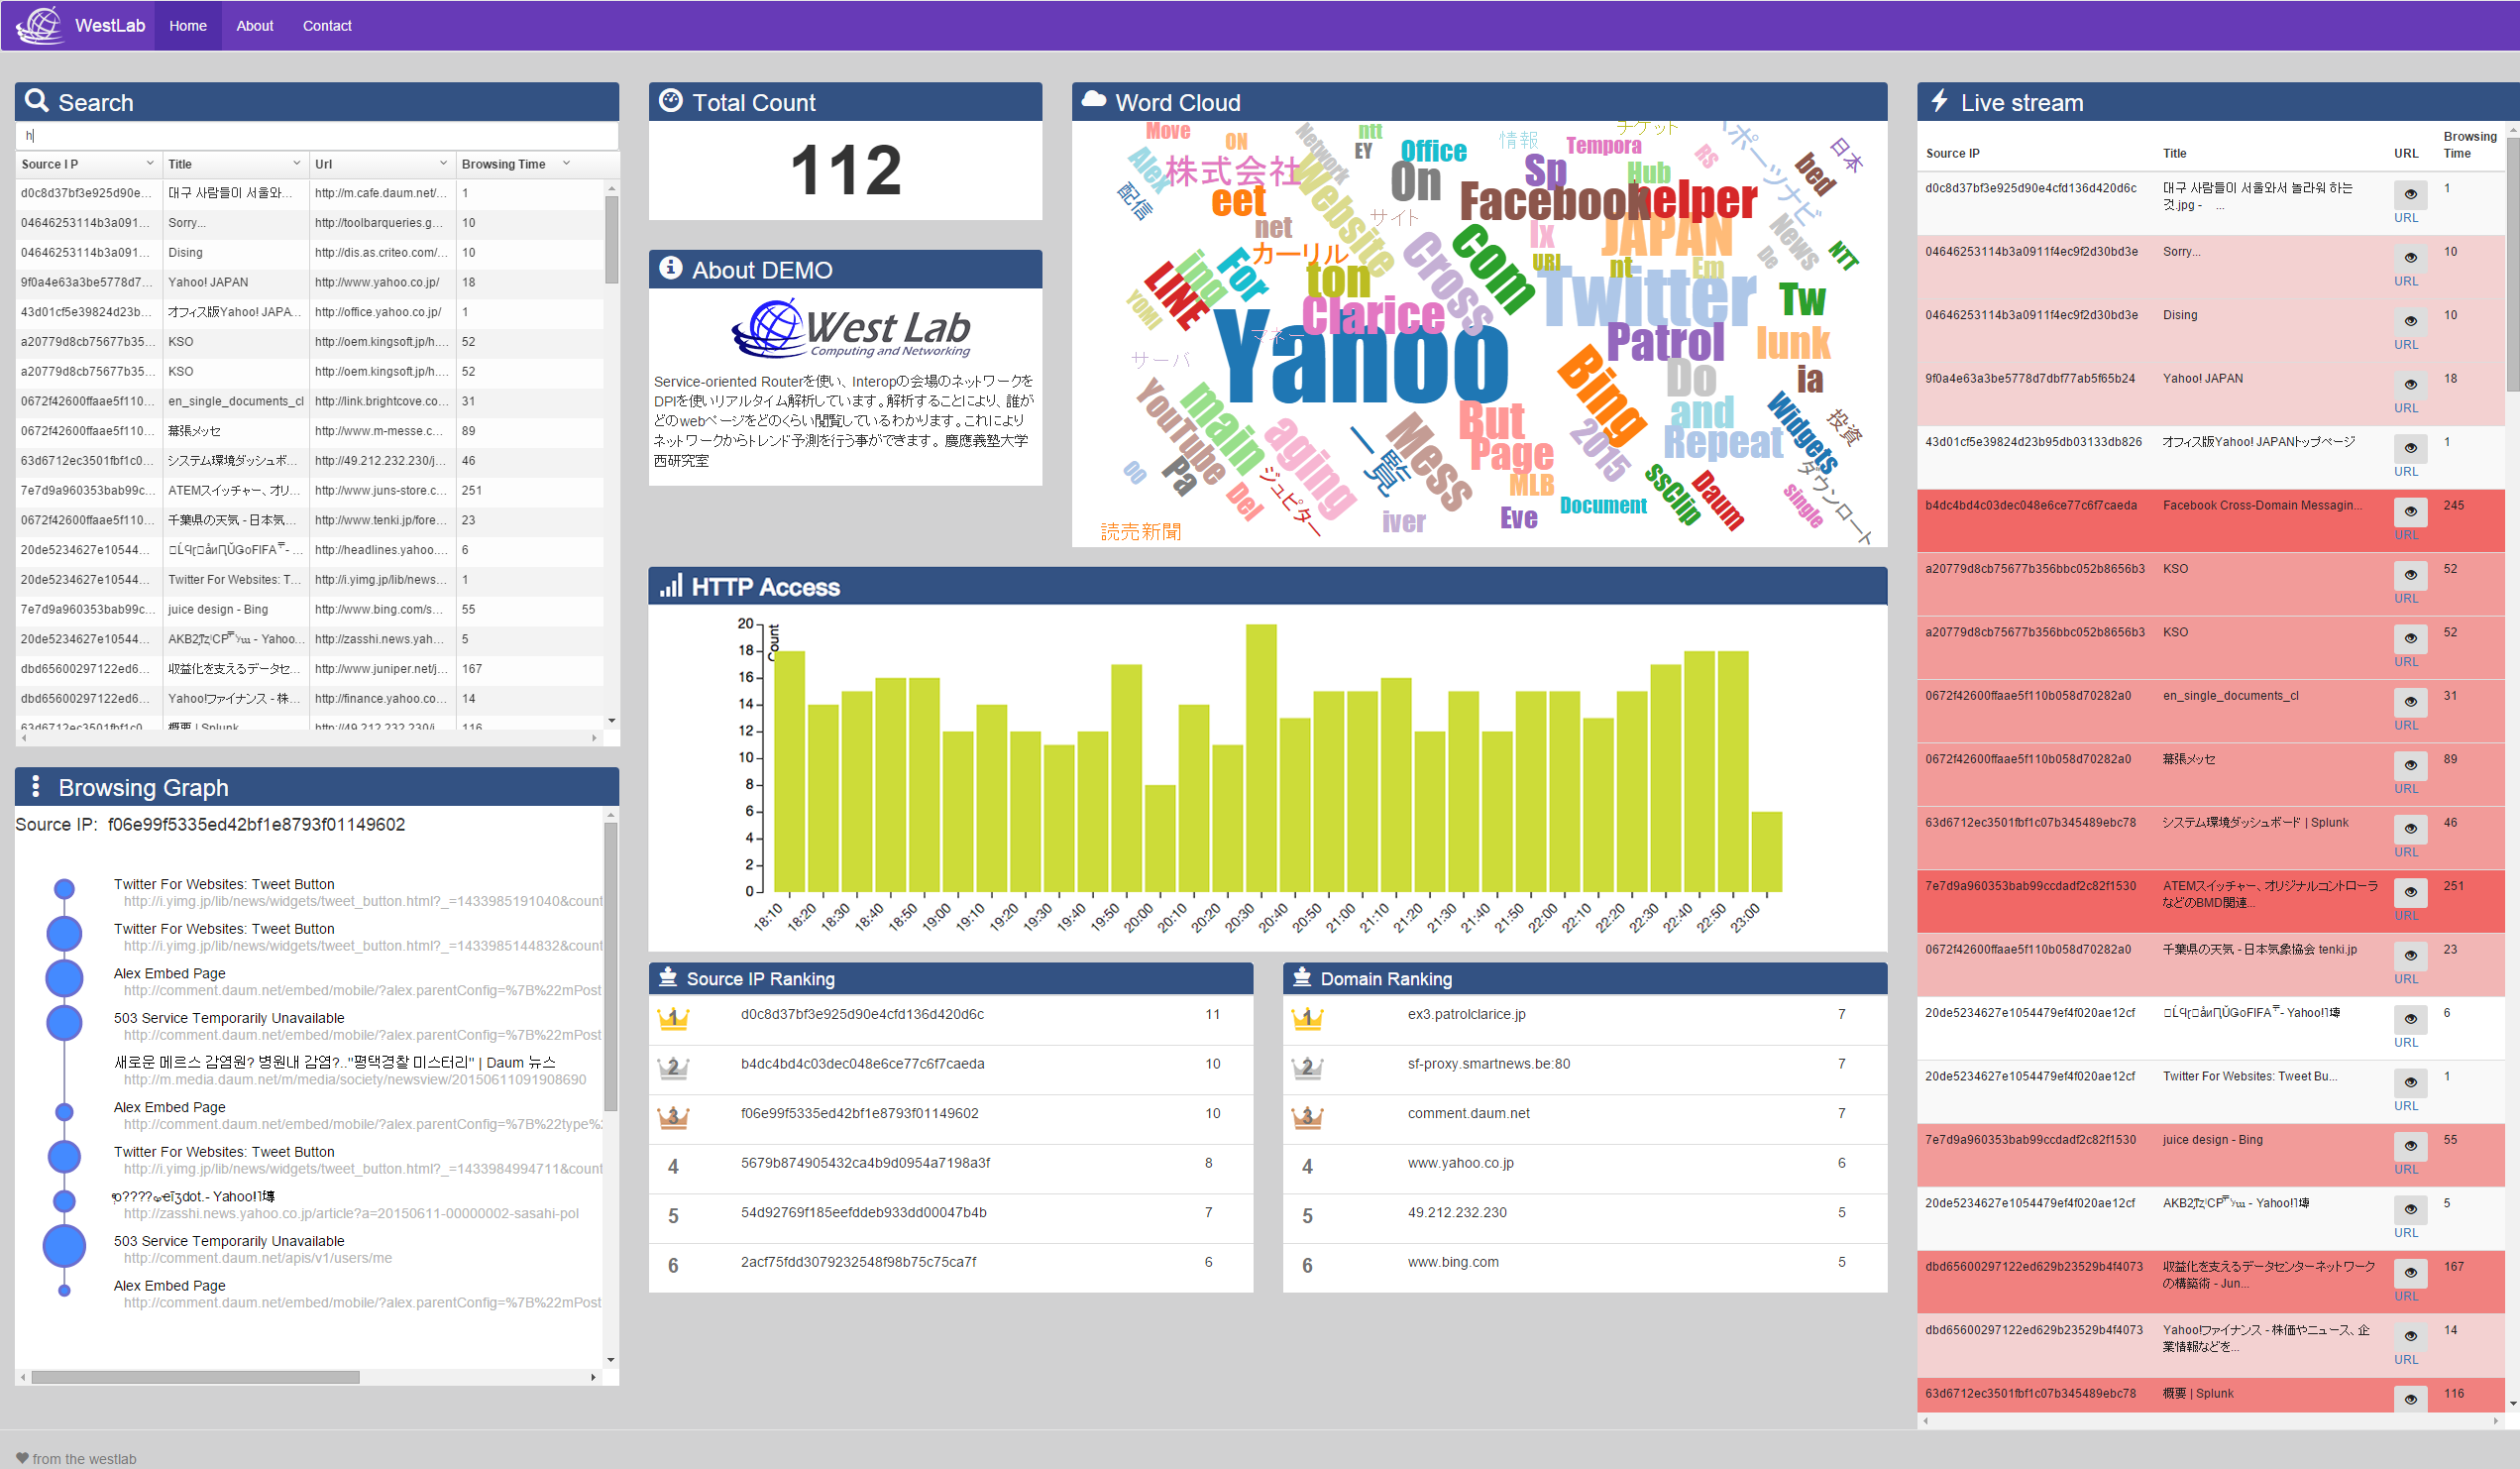 WestLab Home About Contact
Search
h
Source I P Title Url Browsing Time
d0c8d37bf3e925d90e... 대구 사람들이 서울와... http://m.cafe.daum.net/... 1
04646253114b3a091... Sorry... http://toolbarqueries.g... 10
04646253114b3a091... Dising http://dis.as.criteo.com/... 10
9f0a4e63a3be5778d7... Yahoo! JAPAN http://www.yahoo.co.jp/ 18
43d01cf5e39824d23b... オフィス版Yahoo! JAPA... http://office.yahoo.co.jp/ 1
a20779d8cb75677b35... KSO http://oem.kingsoft.jp/h... 52
a20779d8cb75677b35... KSO http://oem.kingsoft.jp/h... 52
0672f42600ffaae5f110... en_single_documents_cl http://link.brightcove.co... 31
0672f42600ffaae5f110... 幕張メッセ http://www.m-messe.c... 89
63d6712ec3501fbf1c0... システム環境ダッシュボ... http://49.212.232.230/j... 46
7e7d9a960353bab99c... ATEMスイッチャー、オリ... http://www.juns-store.c... 251
0672f42600ffaae5f110... 千葉県の天気 - 日本気... http://www.tenki.jp/fore... 23
20de5234627e10544... http://headlines.yahoo.... 6
20de5234627e10544... Twitter For Websites: T... http://i.yimg.jp/lib/news... 1
7e7d9a960353bab99c... juice design - Bing http://www.bing.com/s... 55
20de5234627e10544... - Yahoo... http://zasshi.news.yah... 5
dbd65600297122ed6... 収益化を支えるデータセ... http://www.juniper.net/j... 167
dbd65600297122ed6... Yahoo!ファイナンス - 株... http://finance.yahoo.co... 14
63d6712ec3501fbf1c0... 概要 | Splunk http://49.212.232.230/j... 116
Browsing Graph
Source IP: f06e99f5335ed42bf1e8793f01149602
Twitter For Websites: Tweet Button
http://i.yimg.jp/lib/news/widgets/tweet_button.html?_=1433985191040&count
Twitter For Websites: Tweet Button
http://i.yimg.jp/lib/news/widgets/tweet_button.html?_=1433985144832&count
Alex Embed Page
http://comment.daum.net/embed/mobile/?alex.parentConfig=%7B%22mPost
503 Service Temporarily Unavailable
http://comment.daum.net/embed/mobile/?alex.parentConfig=%7B%22mPost
새로운 메르스 감염원? 병원내 감염?.."평택경찰 미스터리" | Daum 뉴스
http://m.media.daum.net/m/media/society/newsview/20150611091908690
Alex Embed Page
http://comment.daum.net/embed/mobile/?alex.parentConfig=%7B%22type%
Twitter For Websites: Tweet Button
http://i.yimg.jp/lib/news/widgets/tweet_button.html?_=1433984994711&count
dot.- Yahoo!
http://zasshi.news.yahoo.co.jp/article?a=20150611-00000002-sasahi-pol
503 Service Temporarily Unavailable
http://comment.daum.net/apis/v1/users/me
Alex Embed Page
http://comment.daum.net/embed/mobile/?alex.parentConfig=%7B%22mPost
Total Count
112
About DEMO
West Lab
Computing and Networking
Service-oriented Routerを使い、Interopの会場のネットワークを
DPIを使いリアルタイム解析しています。解析することにより、誰が
どのwebページをどのくらい閲覧しているわかります。これにより
ネットワークからトレンド予測を行う事ができます。 慶應義塾大学
西研究室
Word Cloud
Move
ON
Network
ntt
EY
Office
情報
チケット
Tempora
RS
スポーツナビ
bed
日本
Alex
株式会社
配信
eet
net
Website
On
サイト
Sp
Hub
Facebook
helper
Ix
JAPAN
News
De
NTT
カーリル
LINE
ing
For
YOMI
ton
Cross
com
URI
nt
Em
Twitter
Tw
Clarice
Yahoo
マネー
サーバ
Patrol
lunk
Do
ia
YouTube
main
Pa
oo
Del
aging
ジュピター
一覧
Mess
But
Page
MLB
Bing
2015
and
Repeat
Widgets
投資
ダウンロード
ssClip
Daum
single
Document
Eve
iver
読売新聞
HTTP Access
Count
20
18
16
14
12
10
8
6
4
2
0
18:10 18:20 18:30 18:40 18:50 19:00 19:10 19:20 19:30 19:40 19:50 20:00 20:10 20:20 20:30 20:40 20:50 21:00 21:10 21:20 21:30 21:40 21:50 22:00 22:10 22:20 22:30 22:40 22:50 23:00
Source IP Ranking
1 d0c8d37bf3e925d90e4cfd136d420d6c 11
2 b4dc4bd4c03dec048e6ce77c6f7caeda 10
3 f06e99f5335ed42bf1e8793f01149602 10
4 5679b874905432ca4b9d0954a7198a3f 8
5 54d92769f185eefddeb933dd00047b4b 7
6 2acf75fdd3079232548f98b75c75ca7f 6
Domain Ranking
1 ex3.patrolclarice.jp 7
2 sf-proxy.smartnews.be:80 7
3 comment.daum.net 7
4 www.yahoo.co.jp 6
5 49.212.232.230 5
6 www.bing.com 5
Live stream
Source IP Title URL Browsing Time
d0c8d37bf3e925d90e4cfd136d420d6c 대구 사람들이 서울와서 놀라워 하는 것.jpg - ... URL 1
04646253114b3a0911f4ec9f2d30bd3e Sorry... URL 10
04646253114b3a0911f4ec9f2d30bd3e Dising URL 10
9f0a4e63a3be5778d7dbf77ab5f65b24 Yahoo! JAPAN URL 18
43d01cf5e39824d23b95db03133db826 オフィス版Yahoo! JAPANトップページ URL 1
b4dc4bd4c03dec048e6ce77c6f7caeda Facebook Cross-Domain Messagin... URL 245
a20779d8cb75677b356bbc052b8656b3 KSO URL 52
a20779d8cb75677b356bbc052b8656b3 KSO URL 52
0672f42600ffaae5f110b058d70282a0 en_single_documents_cl URL 31
0672f42600ffaae5f110b058d70282a0 幕張メッセ URL 89
63d6712ec3501fbf1c07b345489ebc78 システム環境ダッシュボード | Splunk URL 46
7e7d9a960353bab99ccdadf2c82f1530 ATEMスイッチャー、オリジナルコントローラなどのBMD関連... URL 251
0672f42600ffaae5f110b058d70282a0 千葉県の天気 - 日本気象協会 tenki.jp URL 23
20de5234627e1054479ef4f020ae12cf - Yahoo! URL 6
20de5234627e1054479ef4f020ae12cf Twitter For Websites: Tweet Bu... URL 1
7e7d9a960353bab99ccdadf2c82f1530 juice design - Bing URL 55
20de5234627e1054479ef4f020ae12cf - Yahoo! URL 5
dbd65600297122ed629b23529b4f4073 収益化を支えるデータセンターネットワークの構築術 - Jun... URL 167
dbd65600297122ed629b23529b4f4073 Yahoo!ファイナンス - 株価やニュース、企業情報などを... URL 14
63d6712ec3501fbf1c07b345489ebc78 概要 | Splunk 116
from the westlab